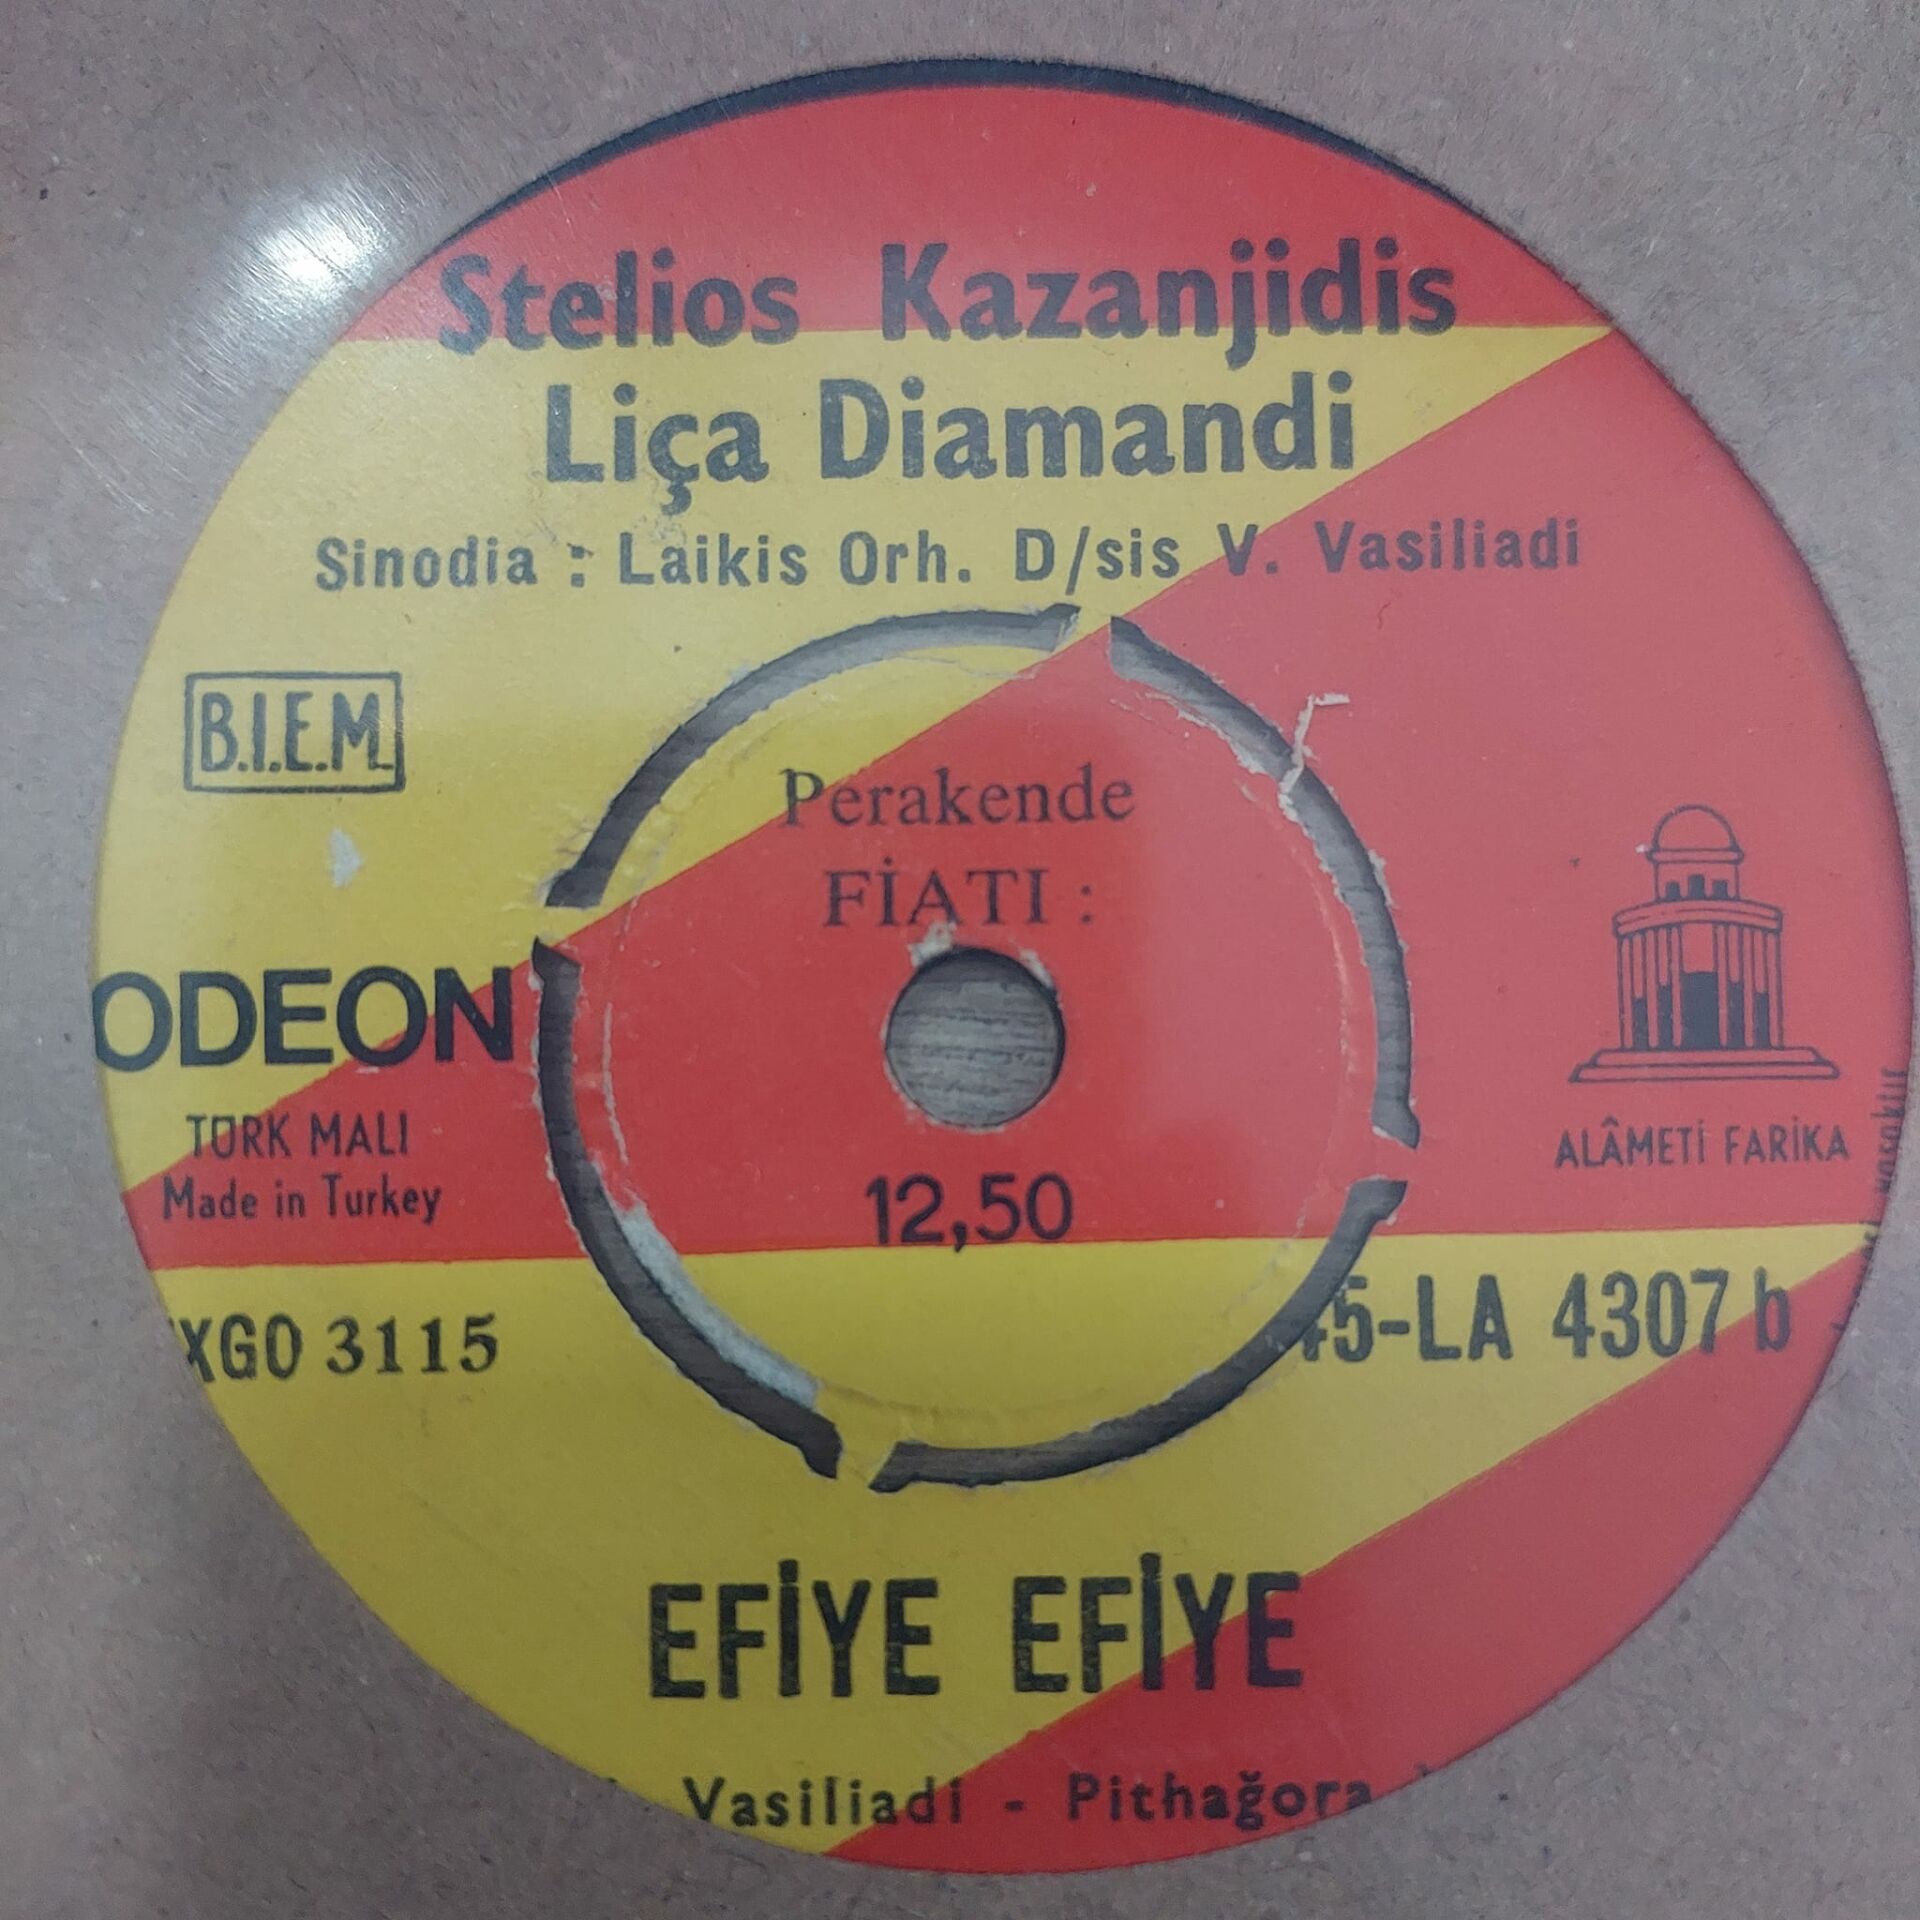 Stelios Kazanjidis
Liça Diamandi
Sinodia : Laikis Orh. D/sis V. Vasiliadi
B.I.E.M.
Perakende
FİATI :
ODEON
TÜRK MALI
Made in Turkey
ALÂMETİ FARİKA
12,50
XGO 3115
45-LA 4307 b
EFİYE EFİYE
Vasiliadi - Pithağora